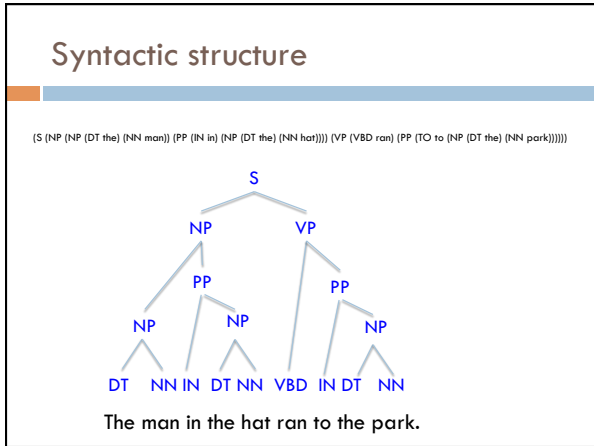 Syntactic structure
(S (NP (NP (DT the) (NN man)) (PP (IN in) (NP (DT the) (NN hat)))) (VP (VBD ran) (PP (TO to (NP (DT the) (NN park))))))
S
NP VP
PP PP
NP NP NP
DT NN IN DT NN VBD IN DT NN
The man in the hat ran to the park.